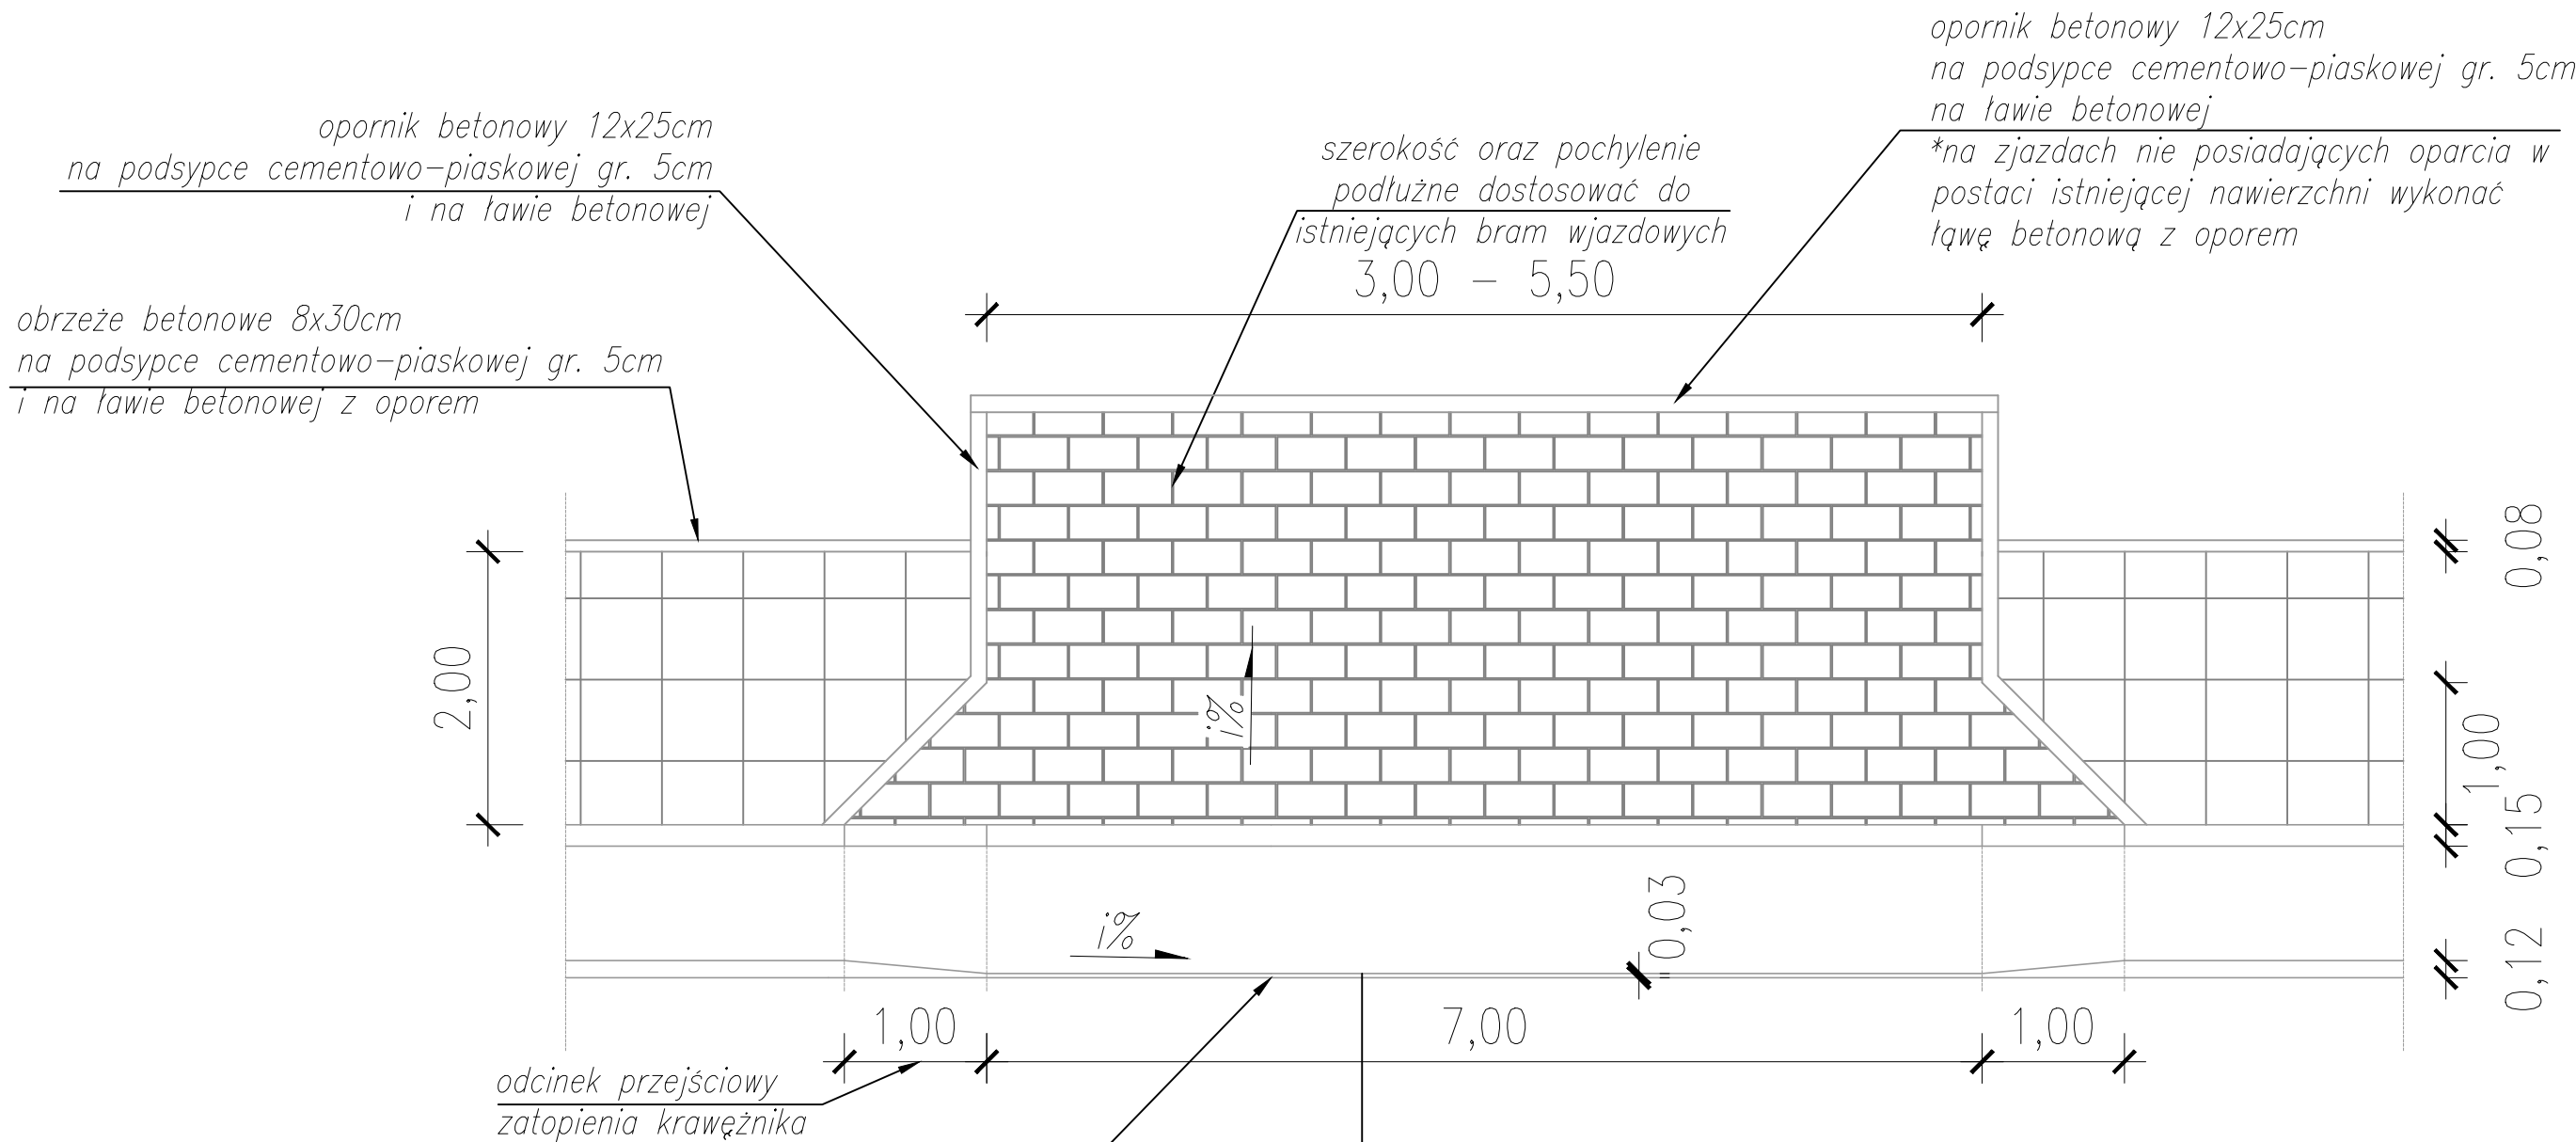 opornik betonowy 12x25cm
na podsypce cementowo-piaskowej gr. 5cm
na ławie betonowej
*na zjazdach nie posiadających oparcia w
postaci istniejącej nawierzchni wykonać
łąwę betonową z oporem
opornik betonowy 12x25cm
na podsypce cementowo-piaskowej gr. 5cm
i na ławie betonowej
szerokość oraz pochylenie
podłużne dostosować do
istniejących bram wjazdowych
3,00 - 5,50
obrzeże betonowe 8x30cm
na podsypce cementowo-piaskowej gr. 5cm
i na ławie betonowej z oporem
0,08
2,00
i%
1,00
0,15
i%
=0,03
0,12
1,00
7,00
1,00
odcinek przejściowy
zatopienia krawężnika